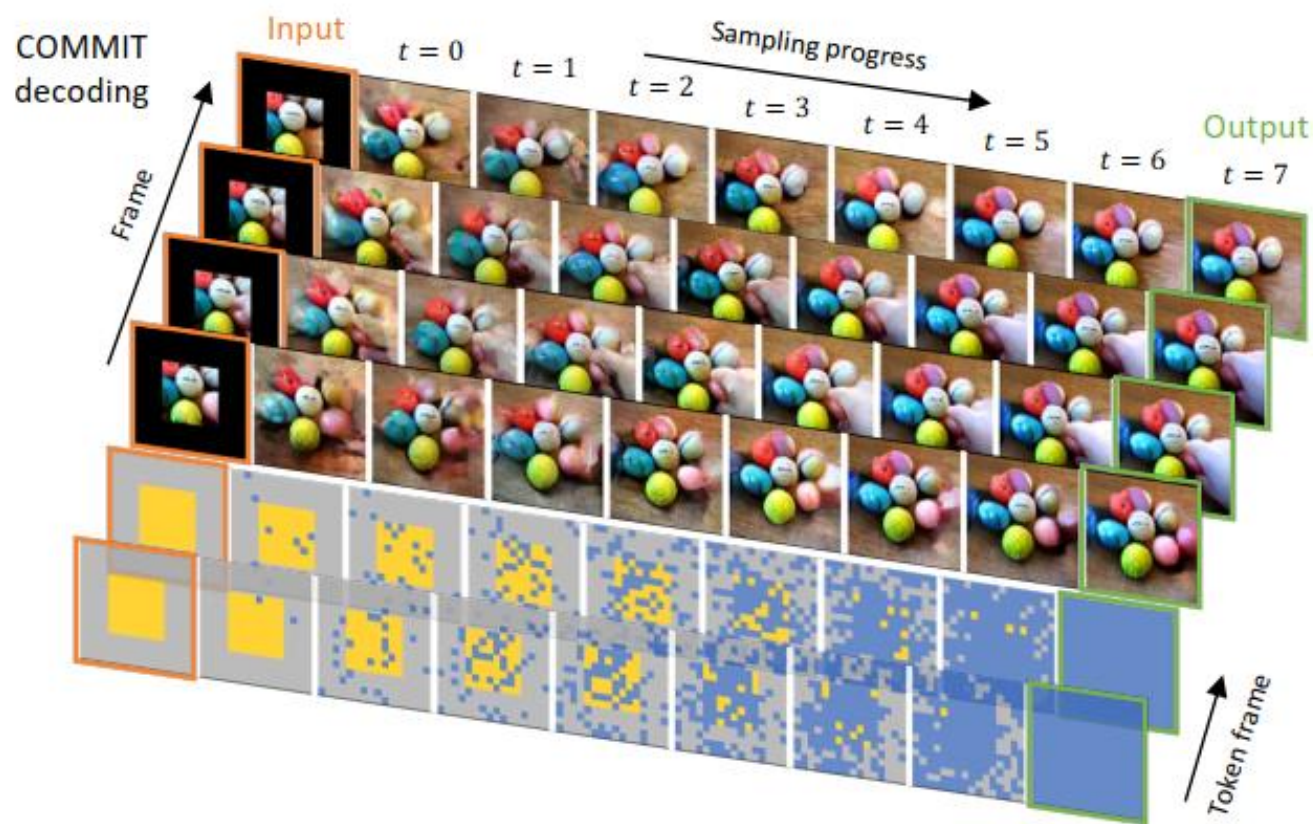 COMMIT
decoding
Input
t = 0
t = 1
t = 2
t = 3
t = 4
t = 5
t = 6
t = 7
Sampling progress
Output
Frame
Token frame